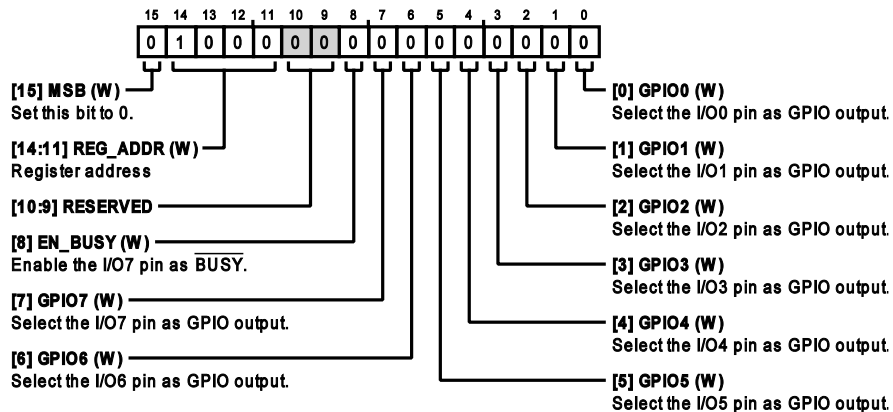 15 14 13 12 11 10 9 8 7 6 5 4 3 2 1 0
0 1 0 0 0 0 0 0 0 0 0 0 0 0 0 0
[15] MSB (W)
Set this bit to 0.
[14:11] REG_ADDR (W)
Register address
[10:9] RESERVED
[8] EN_BUSY (W)
Enable the I/O7 pin as BUSY.
[7] GPIO7 (W)
Select the I/O7 pin as GPIO output.
[6] GPIO6 (W)
Select the I/O6 pin as GPIO output.
[0] GPIO0 (W)
Select the I/O0 pin as GPIO output.
[1] GPIO1 (W)
Select the I/O1 pin as GPIO output.
[2] GPIO2 (W)
Select the I/O2 pin as GPIO output.
[3] GPIO3 (W)
Select the I/O3 pin as GPIO output.
[4] GPIO4 (W)
Select the I/O4 pin as GPIO output.
[5] GPIO5 (W)
Select the I/O5 pin as GPIO output.